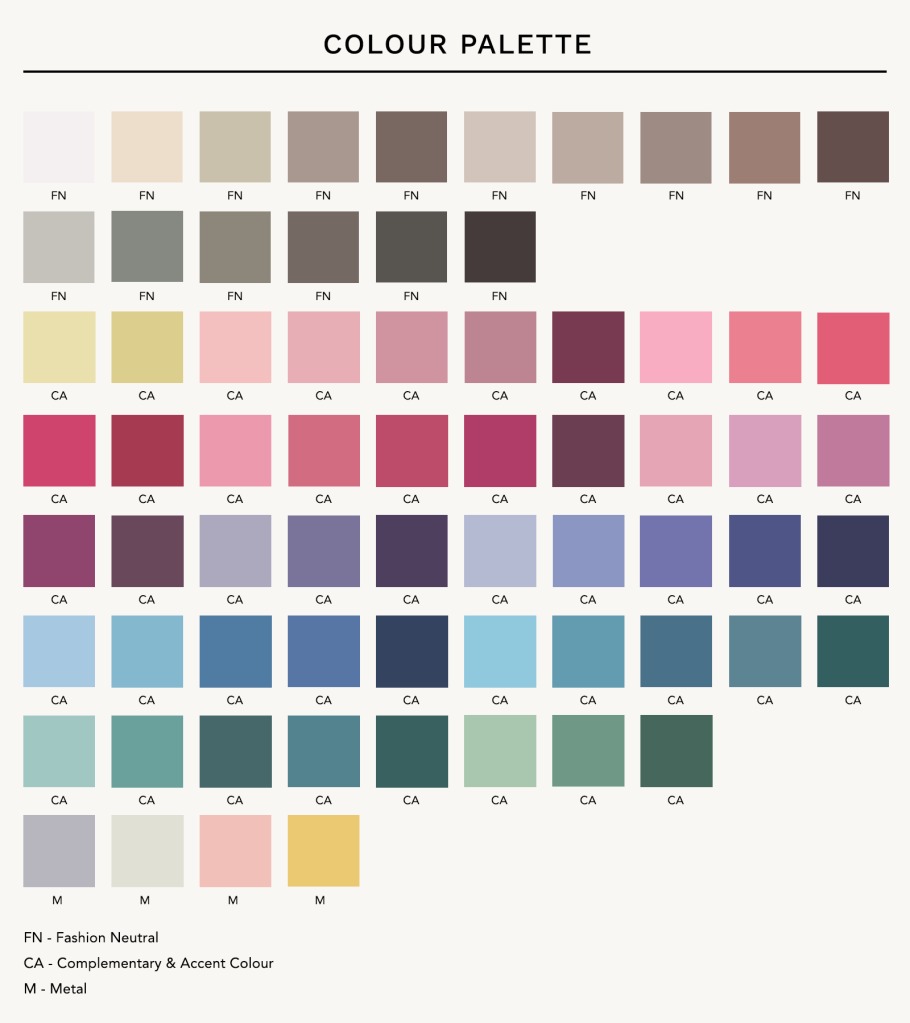 COLOUR PALETTE
FN FN FN FN FN FN FN FN FN FN
FN FN FN FN FN FN
CA CA CA CA CA CA CA CA CA CA
CA CA CA CA CA CA CA CA CA CA
CA CA CA CA CA CA CA CA CA CA
CA CA CA CA CA CA CA CA CA CA
CA CA CA CA CA CA CA CA
M M M M
FN - Fashion Neutral
CA - Complementary & Accent Colour
M - Metal